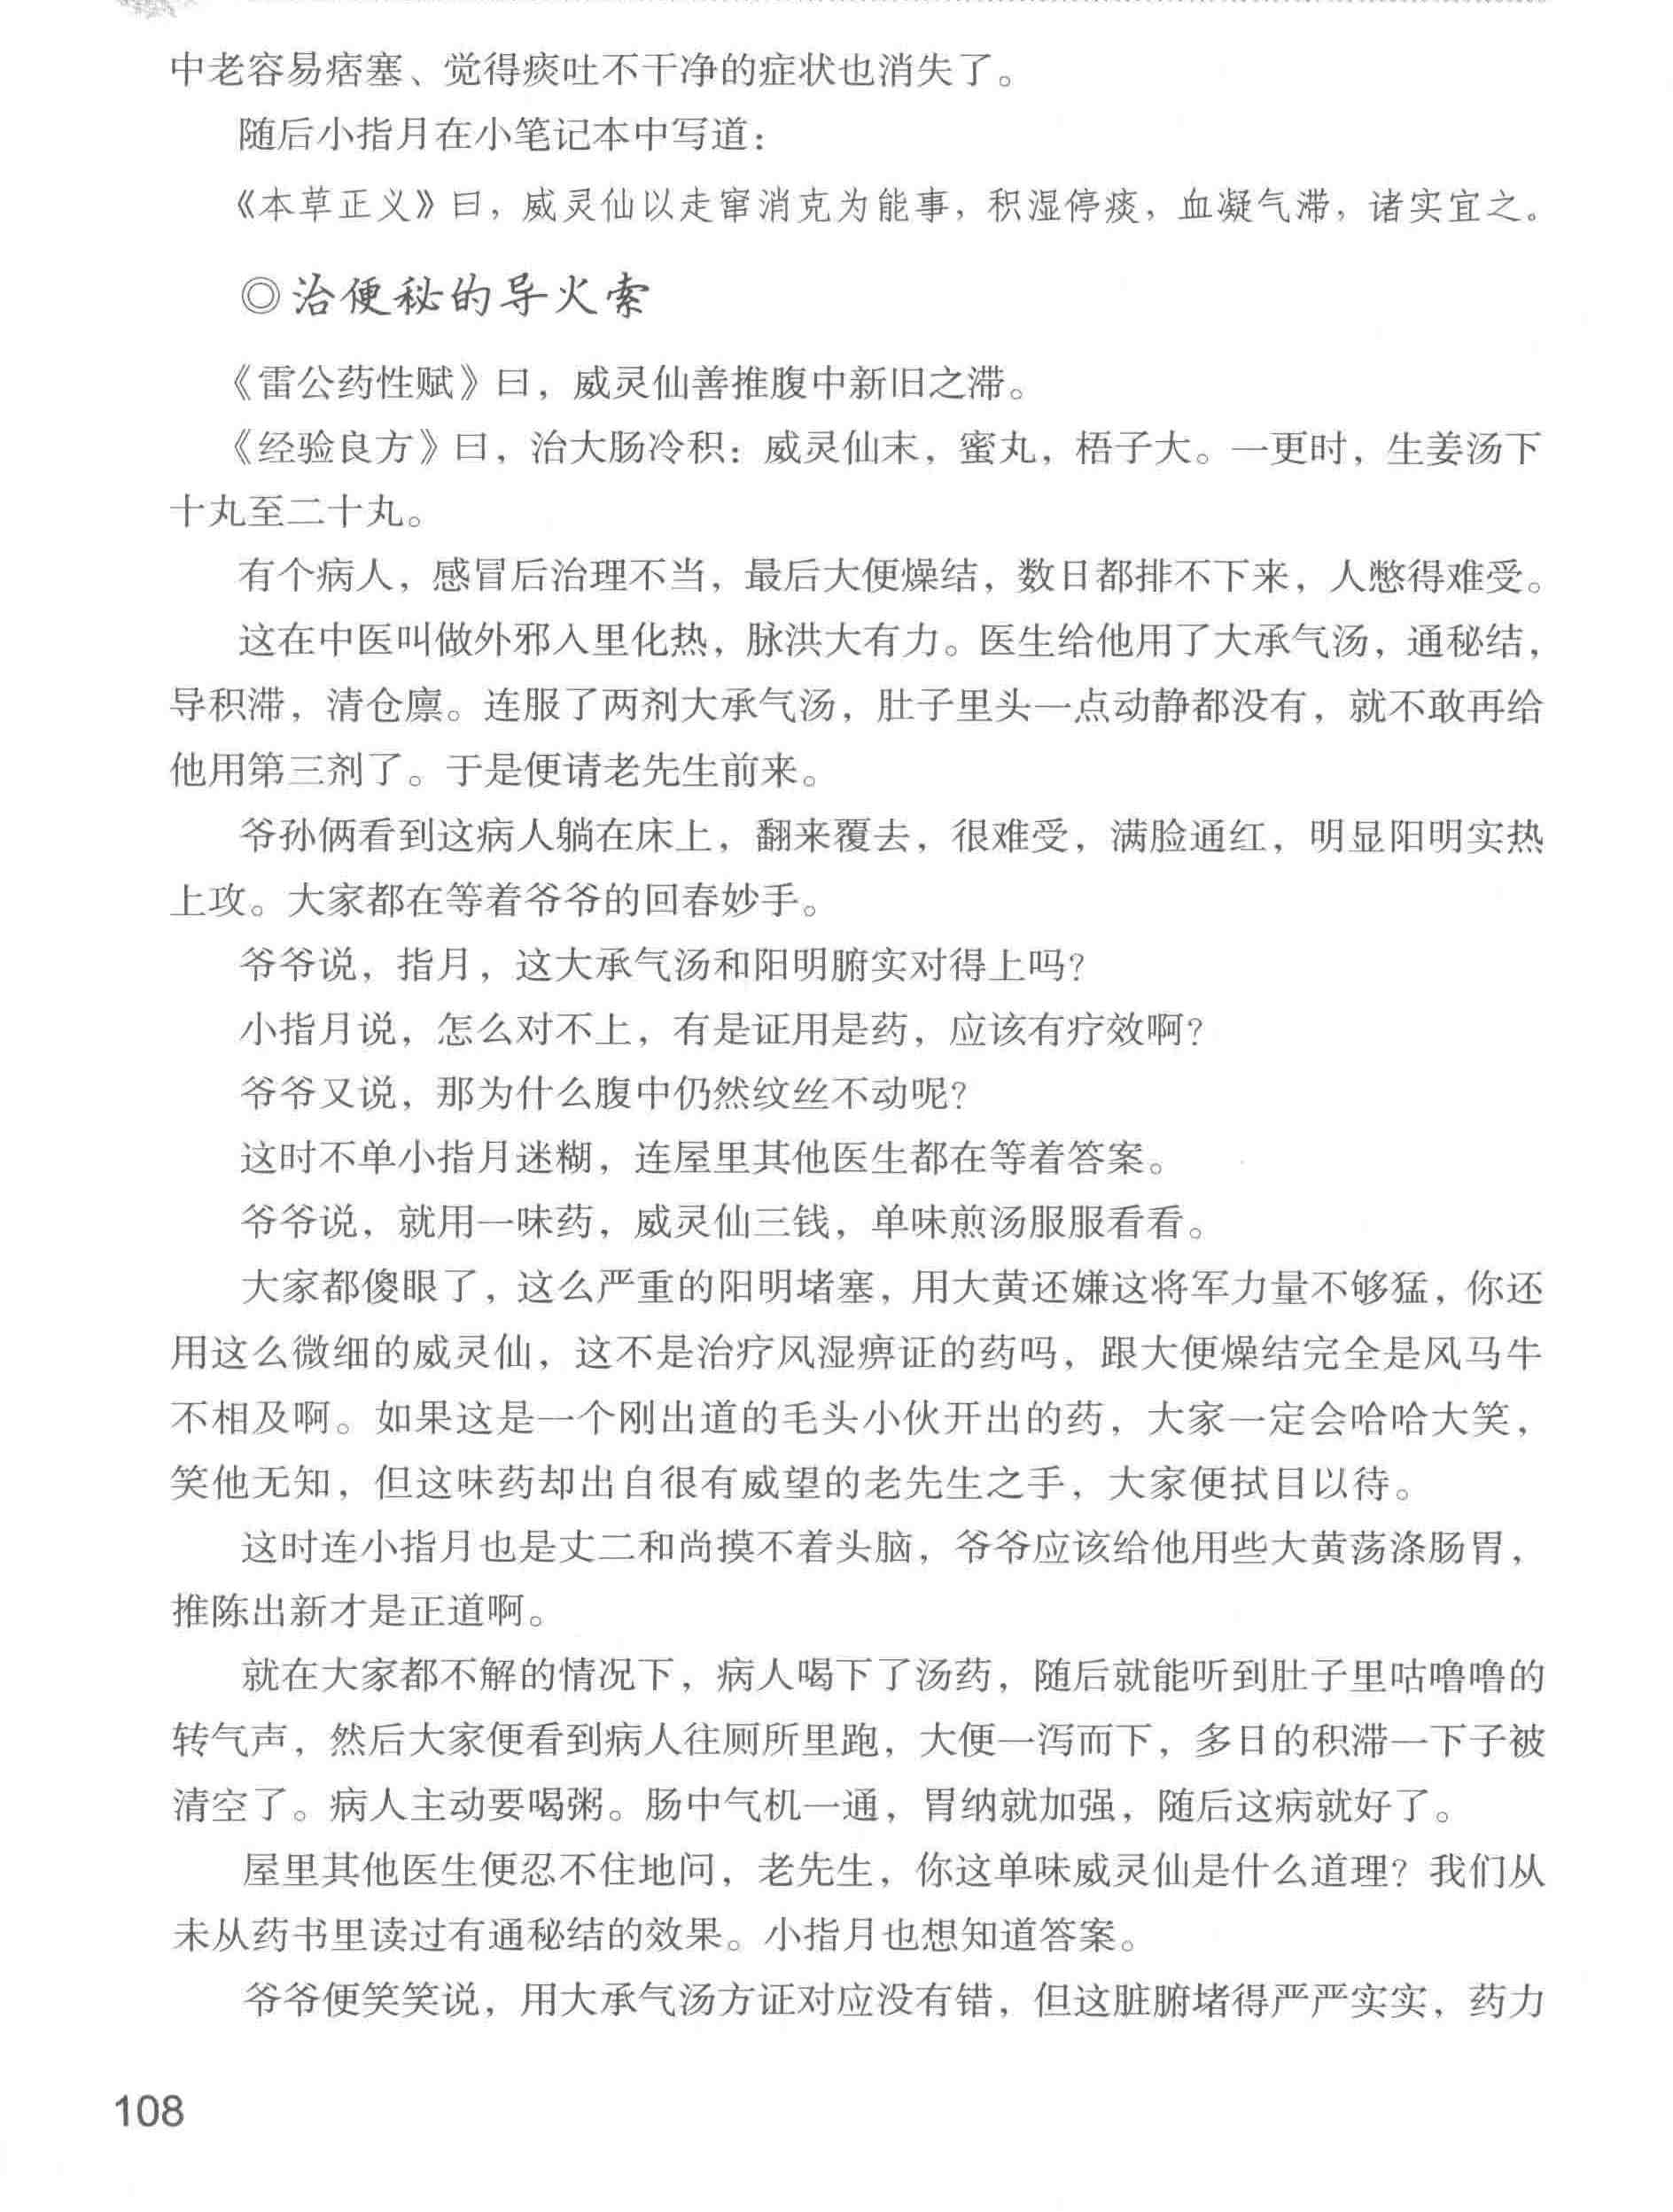 中老容易痞塞、觉得痰吐不干净的症状也消失了。
随后小指月在小笔记本中写道：
《本草正义》曰，威灵仙以走窜消克为能事，积湿停痰，血凝气滞，诸实宜之。
◎治便秘的导火索
《雷公药性赋》曰，威灵仙善推腹中新旧之滞。
《经验良方》曰，治大肠冷积：威灵仙末，蜜丸，梧子大。一更时，生姜汤下
十丸至二十丸。
有个病人，感冒后治理不当，最后大便燥结，数日都排不下来，人憋得难受。
这在中医叫做外邪入里化热，脉洪大有力。医生给他用了大承气汤，通秘结，
导积滞，清仓廪。连服了两剂大承气汤，肚子里头一点动静都没有，就不敢再给
他用第三剂了。于是便请老先生前来。
爷孙俩看到这病人躺在床上，翻来覆去，很难受，满脸通红，明显阳明实热
上攻。大家都在等着爷爷的回春妙手。
爷爷说，指月，这大承气汤和阳明腑实对得上吗？
小指月说，怎么对不上，有是证用是药，应该有疗效啊？
爷爷又说，那为什么腹中仍然纹丝不动呢？
这时不单小指月迷糊，连屋里其他医生都在等着答案。
爷爷说，就用一味药，威灵仙三钱，单味煎汤服服看看。
大家都傻眼了，这么严重的阳明堵塞，用大黄还嫌这将军力量不够猛，你还
用这么微细的威灵仙，这不是治疗风湿痹证的药吗，跟大便燥结完全是风马牛
不相及啊。如果这是一个刚出道的毛头小伙开出的药，大家一定会哈哈大笑，
笑他无知，但这味药却出自很有威望的老先生之手，大家便拭目以待。
这时连小指月也是丈二和尚摸不着头脑，爷爷应该给他用些大黄荡涤肠胃，
推陈出新才是正道啊。
就在大家都不解的情况下，病人喝下了汤药，随后就能听到肚子里咕噜噜的
转气声，然后大家便看到病人往厕所里跑，大便一泻而下，多日的积滞一下子被
清空了。病人主动要喝粥。肠中气机一通，胃纳就加强，随后这病就好了。
屋里其他医生便忍不住地问，老先生，你这单味威灵仙是什么道理？我们从
未从药书里读过有通秘结的效果。小指月也想知道答案。
爷爷便笑笑说，用大承气汤方证对应没有错，但这脏腑堵得严严实实，药力
108